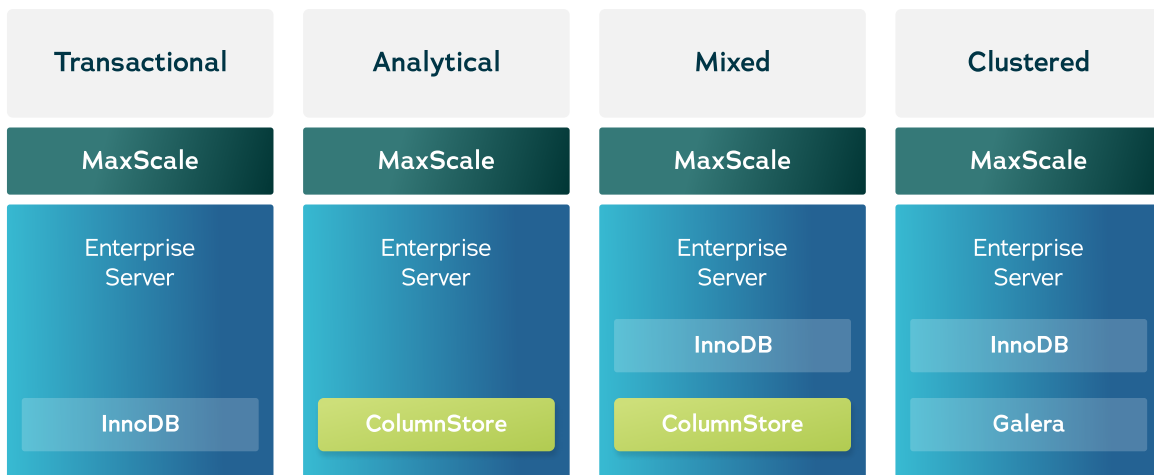 Transactional
Analytical
Mixed
Clustered
MaxScale
MaxScale
MaxScale
MaxScale
Enterprise
Server
InnoDB
Enterprise
Server
ColumnStore
Enterprise
Server
InnoDB
ColumnStore
Enterprise
Server
InnoDB
Galera